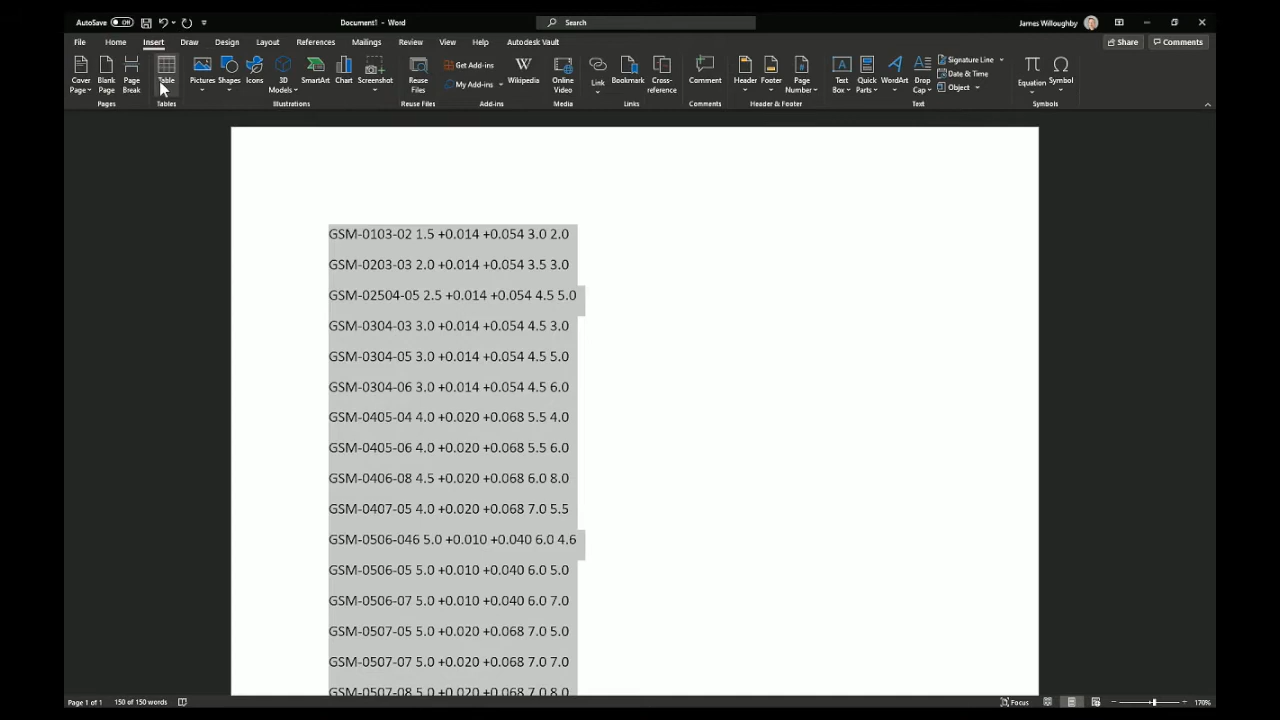 AutoSave Off Document1 - Word Search James Willoughby
File Home Insert Draw Design Layout References Mailings Review View Help Autodesk Vault Share Comments
Cover Page Blank Page Page Break Table Pictures Shapes Icons 3D Models SmartArt Chart Screenshot Reuse Files Get Add-ins My Add-ins Wikipedia Online Video Link Bookmark Cross-reference Comment Header Footer Page Number Text Box Quick Parts WordArt Drop Cap Signature Line Date & Time Object Equation Symbol
Pages Tables Illustrations Reuse Files Add-ins Media Links Comments Header & Footer Text Symbols
GSM-0103-02 1.5 +0.014 +0.054 3.0 2.0
GSM-0203-03 2.0 +0.014 +0.054 3.5 3.0
GSM-02504-05 2.5 +0.014 +0.054 4.5 5.0
GSM-0304-03 3.0 +0.014 +0.054 4.5 3.0
GSM-0304-05 3.0 +0.014 +0.054 4.5 5.0
GSM-0304-06 3.0 +0.014 +0.054 4.5 6.0
GSM-0405-04 4.0 +0.020 +0.068 5.5 4.0
GSM-0405-06 4.0 +0.020 +0.068 5.5 6.0
GSM-0406-08 4.5 +0.020 +0.068 6.0 8.0
GSM-0407-05 4.0 +0.020 +0.068 7.0 5.5
GSM-0506-046 5.0 +0.010 +0.040 6.0 4.6
GSM-0506-05 5.0 +0.010 +0.040 6.0 5.0
GSM-0506-07 5.0 +0.010 +0.040 6.0 7.0
GSM-0507-05 5.0 +0.020 +0.068 7.0 5.0
GSM-0507-07 5.0 +0.020 +0.068 7.0 7.0
GSM-0507-08 5.0 +0.020 +0.068 7.0 8.0
Page 1 of 1 150 of 150 words Focus 170%